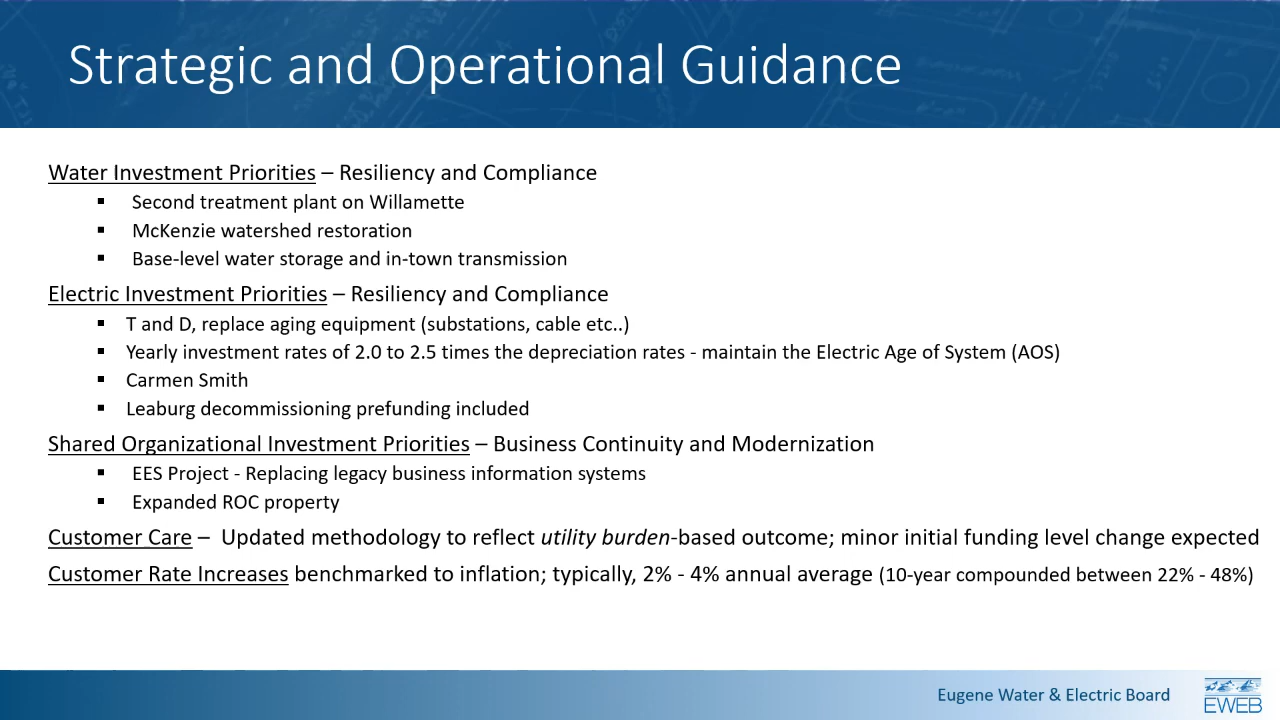 Strategic and Operational Guidance
Water Investment Priorities – Resiliency and Compliance
▪ Second treatment plant on Willamette
▪ McKenzie watershed restoration
▪ Base-level water storage and in-town transmission
Electric Investment Priorities – Resiliency and Compliance
▪ T and D, replace aging equipment (substations, cable etc..)
▪ Yearly investment rates of 2.0 to 2.5 times the depreciation rates - maintain the Electric Age of System (AOS)
▪ Carmen Smith
▪ Leaburg decommissioning prefunding included
Shared Organizational Investment Priorities – Business Continuity and Modernization
▪ EES Project - Replacing legacy business information systems
▪ Expanded ROC property
Customer Care – Updated methodology to reflect utility burden-based outcome; minor initial funding level change expected
Customer Rate Increases benchmarked to inflation; typically, 2% - 4% annual average (10-year compounded between 22% - 48%)
Eugene Water & Electric Board
EWEB